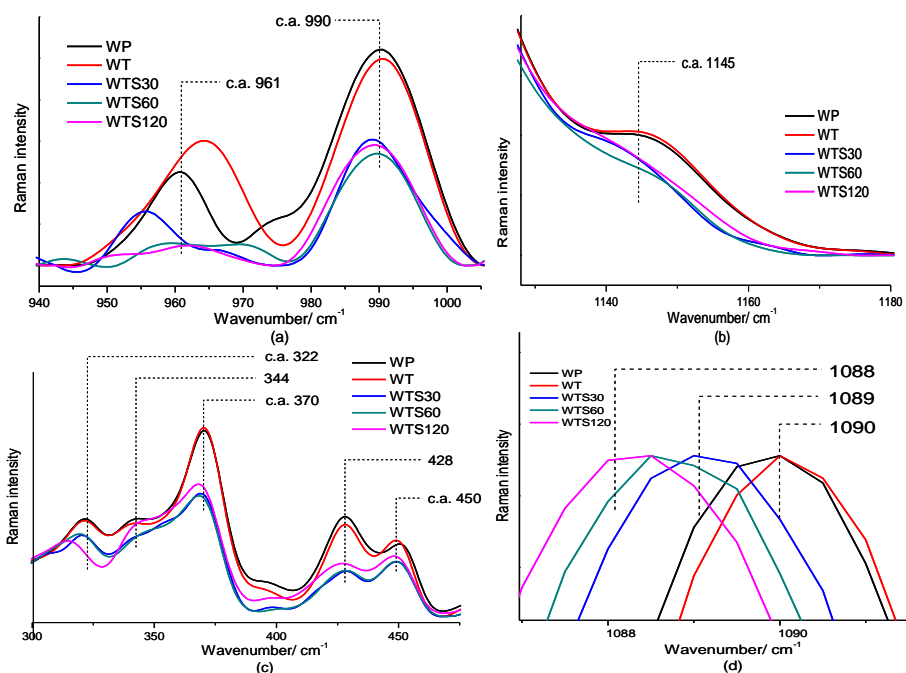 c.a. 990
WP
WT
WTS30
WTS60
WTS120
c.a. 961
Raman intensity
940 950 960 970 980 990 1000
Wavenumber/ cm-1
(a)
c.a. 1145
WP
WT
WTS30
WTS60
WTS120
Raman intensity
1140 1160 1180
Wavenumber/ cm-1
(b)
c.a. 322
344
c.a. 370
WP
WT
WTS30
WTS60
WTS120
428
c.a. 450
Raman intensity
300 350 400 450
Wavenumber/ cm-1
(c)
WP
WT
WTS30
WTS60
WTS120
1088
1089
1090
Raman intensity
1088 1090
Wavenumber/ cm-1
(d)